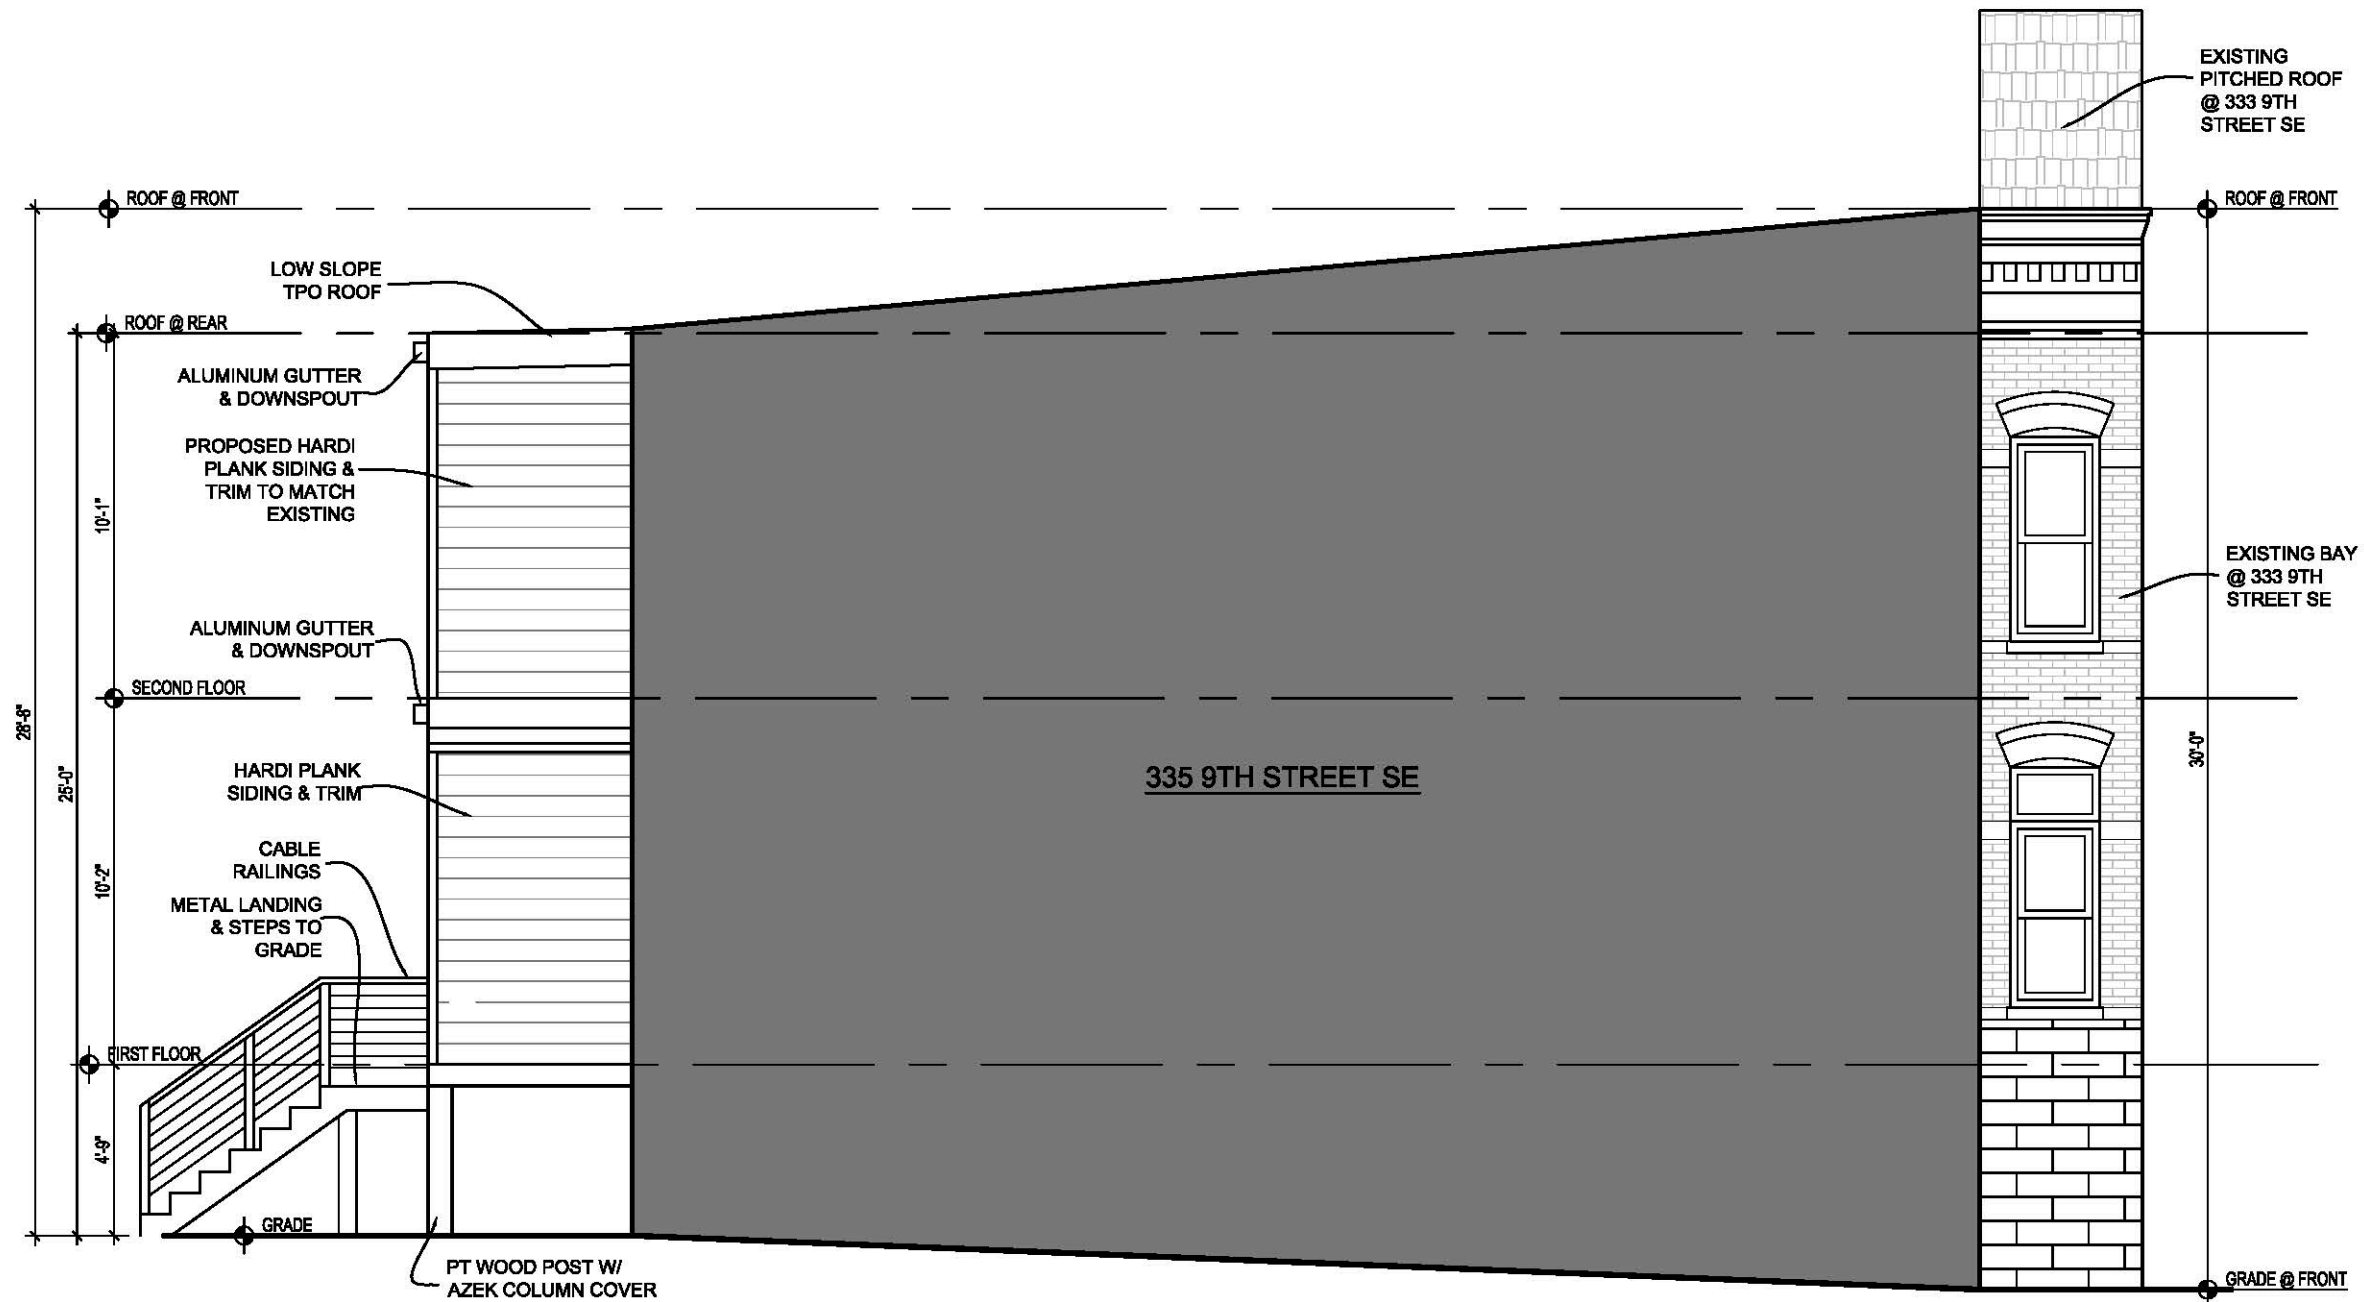 EXISTING
PITCHED ROOF
@ 333 9TH
STREET SE
ROOF @ FRONT
ROOF @ FRONT
LOW SLOPE
TPO ROOF
ROOF @ REAR
ALUMINUM GUTTER
& DOWNSPOUT
PROPOSED HARDI
PLANK SIDING &
TRIM TO MATCH
EXISTING
10'-1"
EXISTING BAY
@ 333 9TH
STREET SE
ALUMINUM GUTTER
& DOWNSPOUT
SECOND FLOOR
28'-8"
25'-0"
30'-0"
HARDI PLANK
SIDING & TRIM
335 9TH STREET SE
CABLE
RAILINGS
10'-2"
METAL LANDING
& STEPS TO
GRADE
FIRST FLOOR
4'-9"
GRADE
PT WOOD POST W/
AZEK COLUMN COVER
GRADE @ FRONT